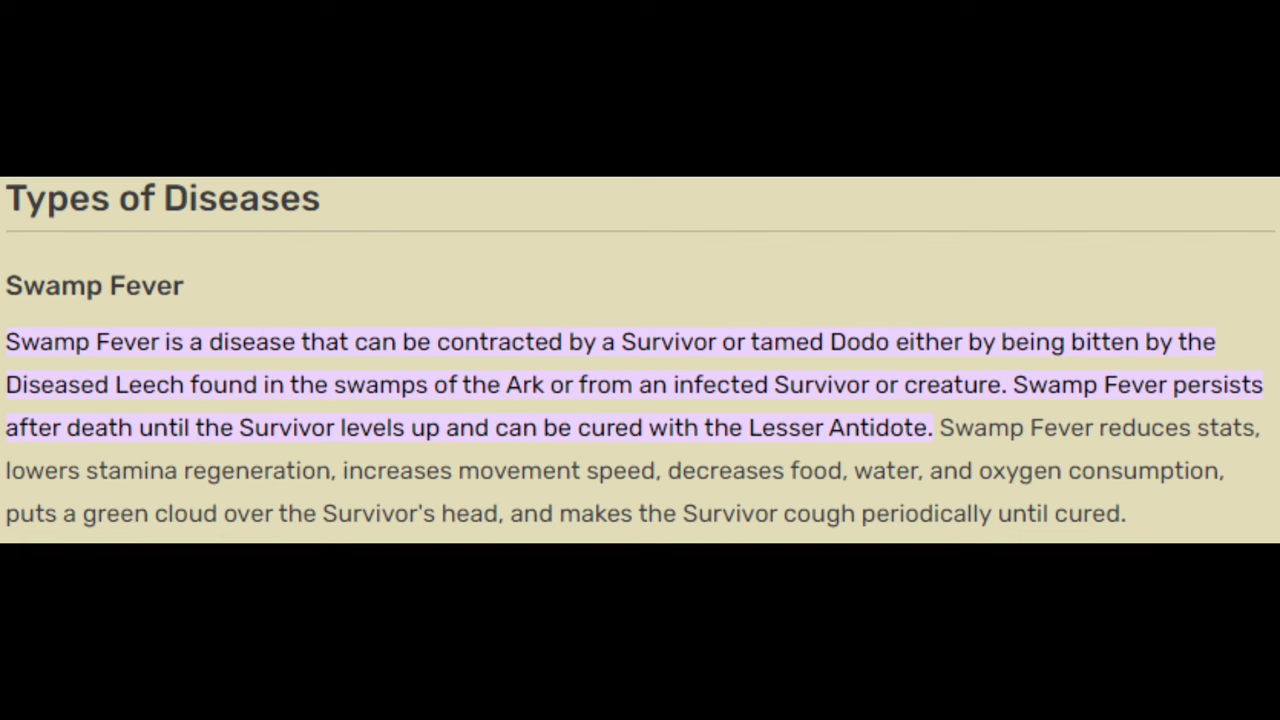 Types of Diseases
Swamp Fever
Swamp Fever is a disease that can be contracted by a Survivor or tamed Dodo either by being bitten by the
Diseased Leech found in the swamps of the Ark or from an infected Survivor or creature. Swamp Fever persists
after death until the Survivor levels up and can be cured with the Lesser Antidote. Swamp Fever reduces stats,
lowers stamina regeneration, increases movement speed, decreases food, water, and oxygen consumption,
puts a green cloud over the Survivor's head, and makes the Survivor cough periodically until cured.